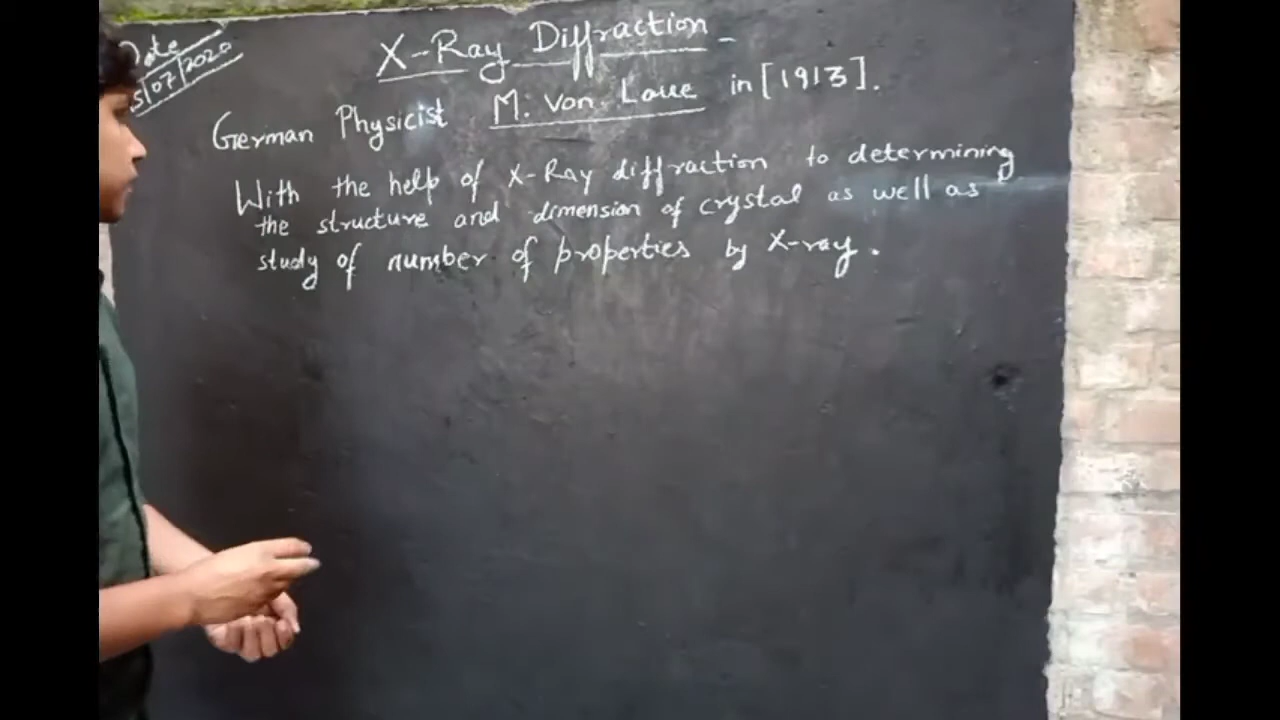 Date
5/07/2020
X-Ray Diffraction -
German Physicist M. Von. Laue in [1913].
With the help of X-Ray diffraction to determining
the structure and dimension of crystal as well as
study of number of properties by X-ray.